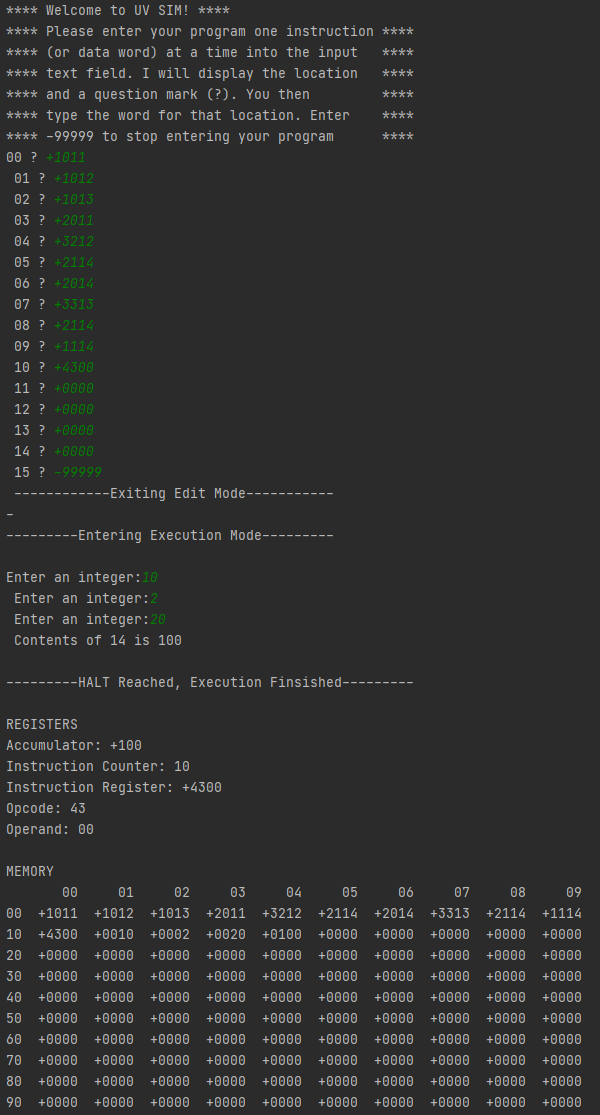 **** Welcome to UV SIM! ****
**** Please enter your program one instruction ****
**** (or data word) at a time into the input   ****
**** text field. I will display the location   ****
**** and a question mark (?). You then         ****
**** type the word for that location. Enter    ****
**** -99999 to stop entering your program      ****
00 ? +1011
 01 ? +1012
 02 ? +1013
 03 ? +2011
 04 ? +3212
 05 ? +2114
 06 ? +2014
 07 ? +3313
 08 ? +2114
 09 ? +1114
 10 ? +4300
 11 ? +0000
 12 ? +0000
 13 ? +0000
 14 ? +0000
 15 ? -99999
 ------------Exiting Edit Mode-----------
-
---------Entering Execution Mode---------
Enter an integer:10
 Enter an integer:2
 Enter an integer:20
 Contents of 14 is 100
---------HALT Reached, Execution Finsished---------
REGISTERS
Accumulator: +100
Instruction Counter: 10
Instruction Register: +4300
Opcode: 43
Operand: 00
MEMORY
       00     01     02     03     04     05     06     07     08     09
00  +1011  +1012  +1013  +2011  +3212  +2114  +2014  +3313  +2114  +1114
10  +4300  +0010  +0002  +0020  +0100  +0000  +0000  +0000  +0000  +0000
20  +0000  +0000  +0000  +0000  +0000  +0000  +0000  +0000  +0000  +0000
30  +0000  +0000  +0000  +0000  +0000  +0000  +0000  +0000  +0000  +0000
40  +0000  +0000  +0000  +0000  +0000  +0000  +0000  +0000  +0000  +0000
50  +0000  +0000  +0000  +0000  +0000  +0000  +0000  +0000  +0000  +0000
60  +0000  +0000  +0000  +0000  +0000  +0000  +0000  +0000  +0000  +0000
70  +0000  +0000  +0000  +0000  +0000  +0000  +0000  +0000  +0000  +0000
80  +0000  +0000  +0000  +0000  +0000  +0000  +0000  +0000  +0000  +0000
90  +0000  +0000  +0000  +0000  +0000  +0000  +0000  +0000  +0000  +0000